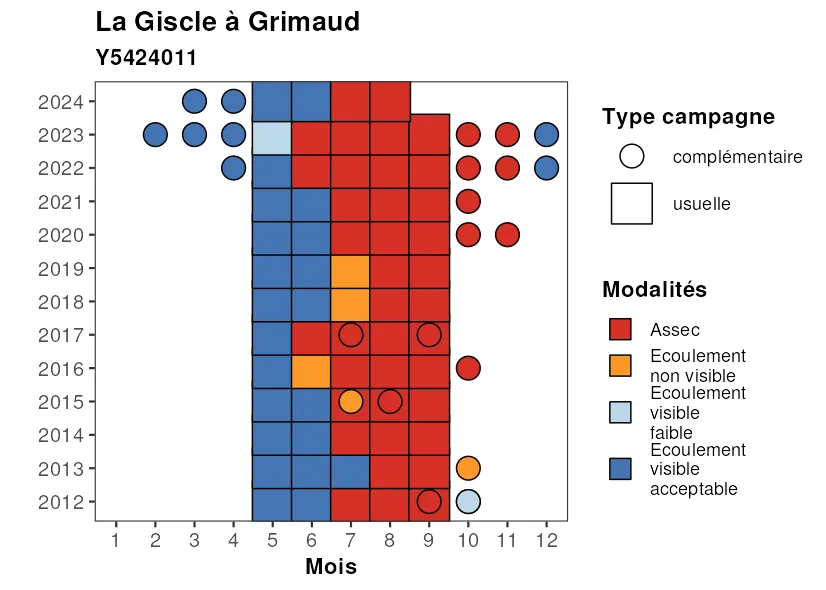 La Giscle à Grimaud
Y5424011
2024
2023
2022
2021
2020
2019
2018
2017
2016
2015
2014
2013
2012
1 2 3 4 5 6 7 8 9 10 11 12
Mois
Type campagne
complémentaire
usuelle
Modalités
Assec
Ecoulement
non visible
Ecoulement
visible
faible
Ecoulement
visible
acceptable